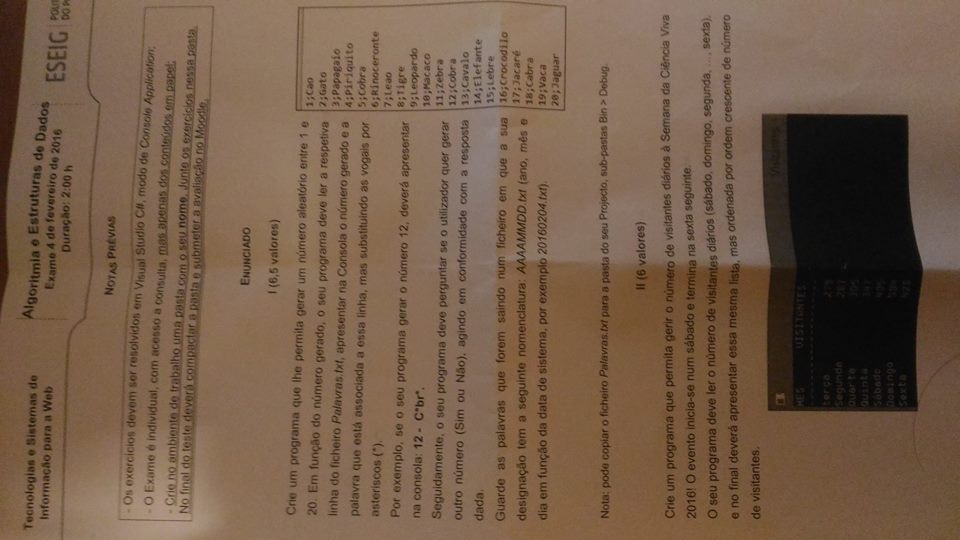 Tecnologias e Sistemas de
Informação para a Web
Algoritmia e Estruturas de Dados
Exame 4 de fevereiro de 2016
Duração: 2:00 h
ESEIG
NOTAS PRÉVIAS
- Os exercícios devem ser resolvidos em Visual Studio C#, modo de Console Application;
- O Exame é individual, com acesso a consulta, mas apenas dos conteúdos em papel;
- Crie no ambiente de trabalho uma pasta com o seu nome. Junte os exercícios nessa pasta.
No final do teste deverá compactar a pasta e submeter a avaliação no Moodle.
ENUNCIADO
I (6,5 valores)
Crie um programa que lhe permita gerar um número aleatório entre 1 e
20. Em função do número gerado, o seu programa deve ler a respetiva
linha do ficheiro Palavras.txt, apresentar na Consola o número gerado e a
palavra que está associada a essa linha, mas substituindo as vogais por
asteriscos (*).
Por exemplo, se o seu programa gerar o número 12, deverá apresentar
na consola: 12 - C*br*.
Seguidamente, o seu programa deve perguntar se o utilizador quer gerar
outro número (Sim ou Não), agindo em conformidade com a resposta
dada.
Guarde as palavras que forem saindo num ficheiro em que a sua
designação tem a seguinte nomenclatura: AAAAMMDD.txt (ano, mês e
dia em função da data de sistema, por exemplo 20160204.txt).
1;Cao
2;Gato
3;Papagaio
4;Piriquito
5;Cobra
6;Rinoceronte
7;Leao
8;Tigre
9;Leopardo
10;Macaco
11;Zebra
12;Cobra
13;Cavalo
14;Elefante
15;Lebre
16;Crocodilo
17;Jacaré
18;Cabra
19;Vaca
20;Jaguar
Nota: pode copiar o ficheiro Palavras.txt para a pasta do seu Projecto, sub-pastas Bin > Debug.
II (6 valores)
Crie um programa que permita gerir o número de visitantes diários à Semana da Ciência Viva
2016! O evento inicia-se num sábado e termina na sexta seguinte.
O seu programa deve ler o número de visitantes diários (sábado, domingo, segunda, ..., sexta),
e no final deverá apresentar essa mesma lista, mas ordenada por ordem crescente de número
de visitantes.
MES VISITANTES
terça
Segunda
Quarta
Quinta
Sábado
Domingo
Sexta